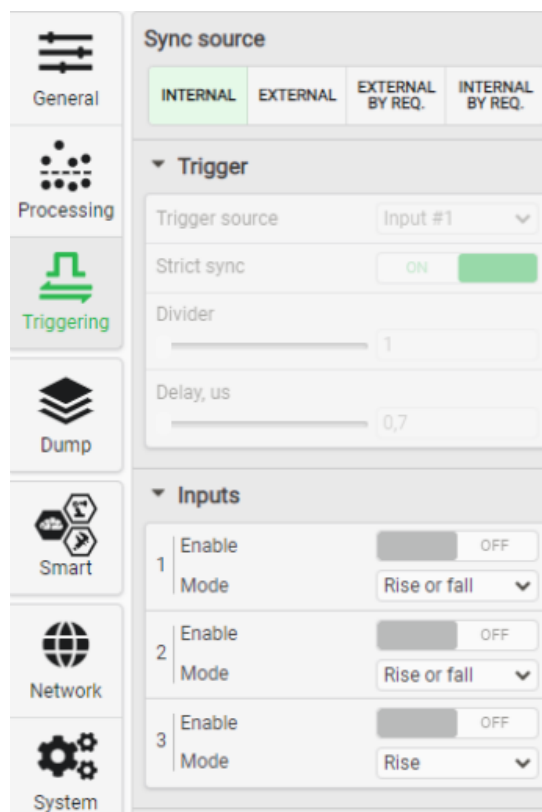 General
Processing
Triggering
Dump
Smart
Network
System
Sync source
INTERNAL EXTERNAL EXTERNAL BY REQ. INTERNAL BY REQ.
Trigger
Trigger source Input #1
Strict sync ON
Divider
1
Delay, us
0,7
Inputs
1
Enable OFF
Mode Rise or fall
2
Enable OFF
Mode Rise or fall
3
Enable OFF
Mode Rise